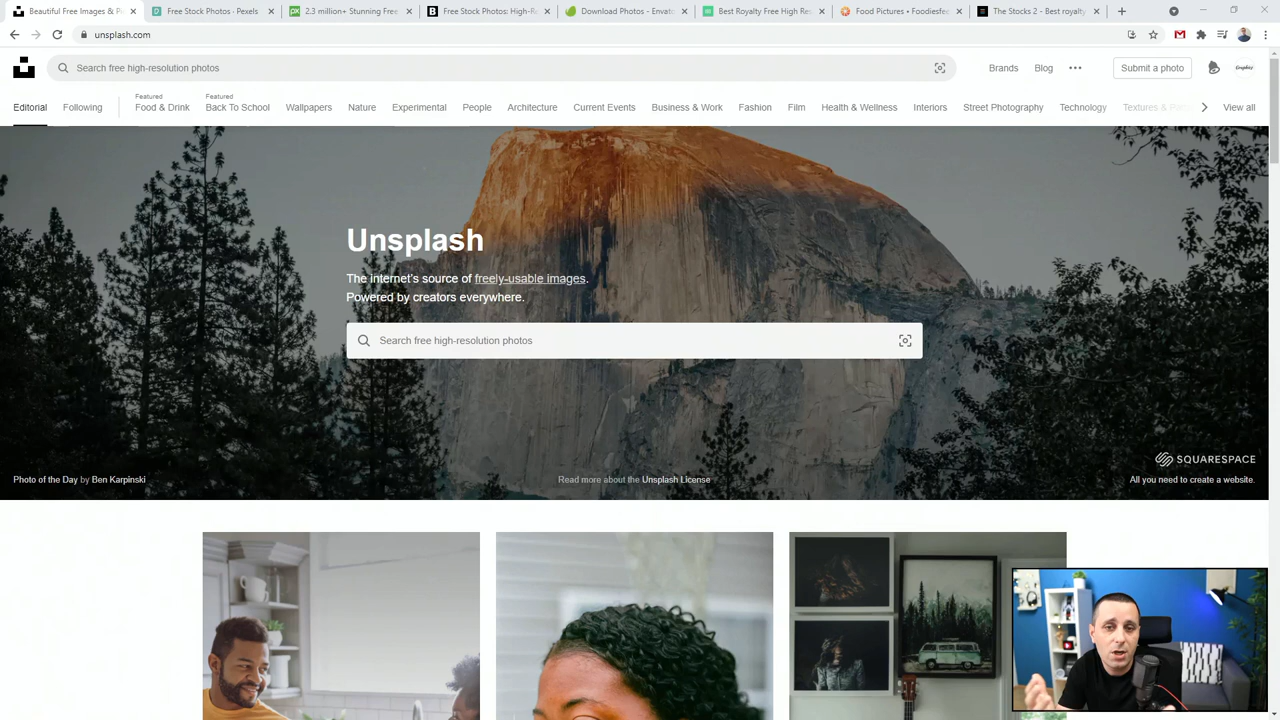 Beautiful Free Images & P
Free Stock Photos · Pexels
2.3 million+ Stunning Free
Free Stock Photos: High-R
Download Photos - Envato
Best Royalty Free High Res
Food Pictures • Foodiesfe
The Stocks 2 - Best royalty
unsplash.com
Search free high-resolution photos
Brands
Blog
Submit a photo
Editorial
Following
Featured
Food & Drink
Featured
Back To School
Wallpapers
Nature
Experimental
People
Architecture
Current Events
Business & Work
Fashion
Film
Health & Wellness
Interiors
Street Photography
Technology
Textures & Pa
View all
Unsplash
The internet's source of freely-usable images.
Powered by creators everywhere.
Search free high-resolution photos
SQUARESPACE
Photo of the Day by Ben Karpinski
Read more about the Unsplash License
All you need to create a website.